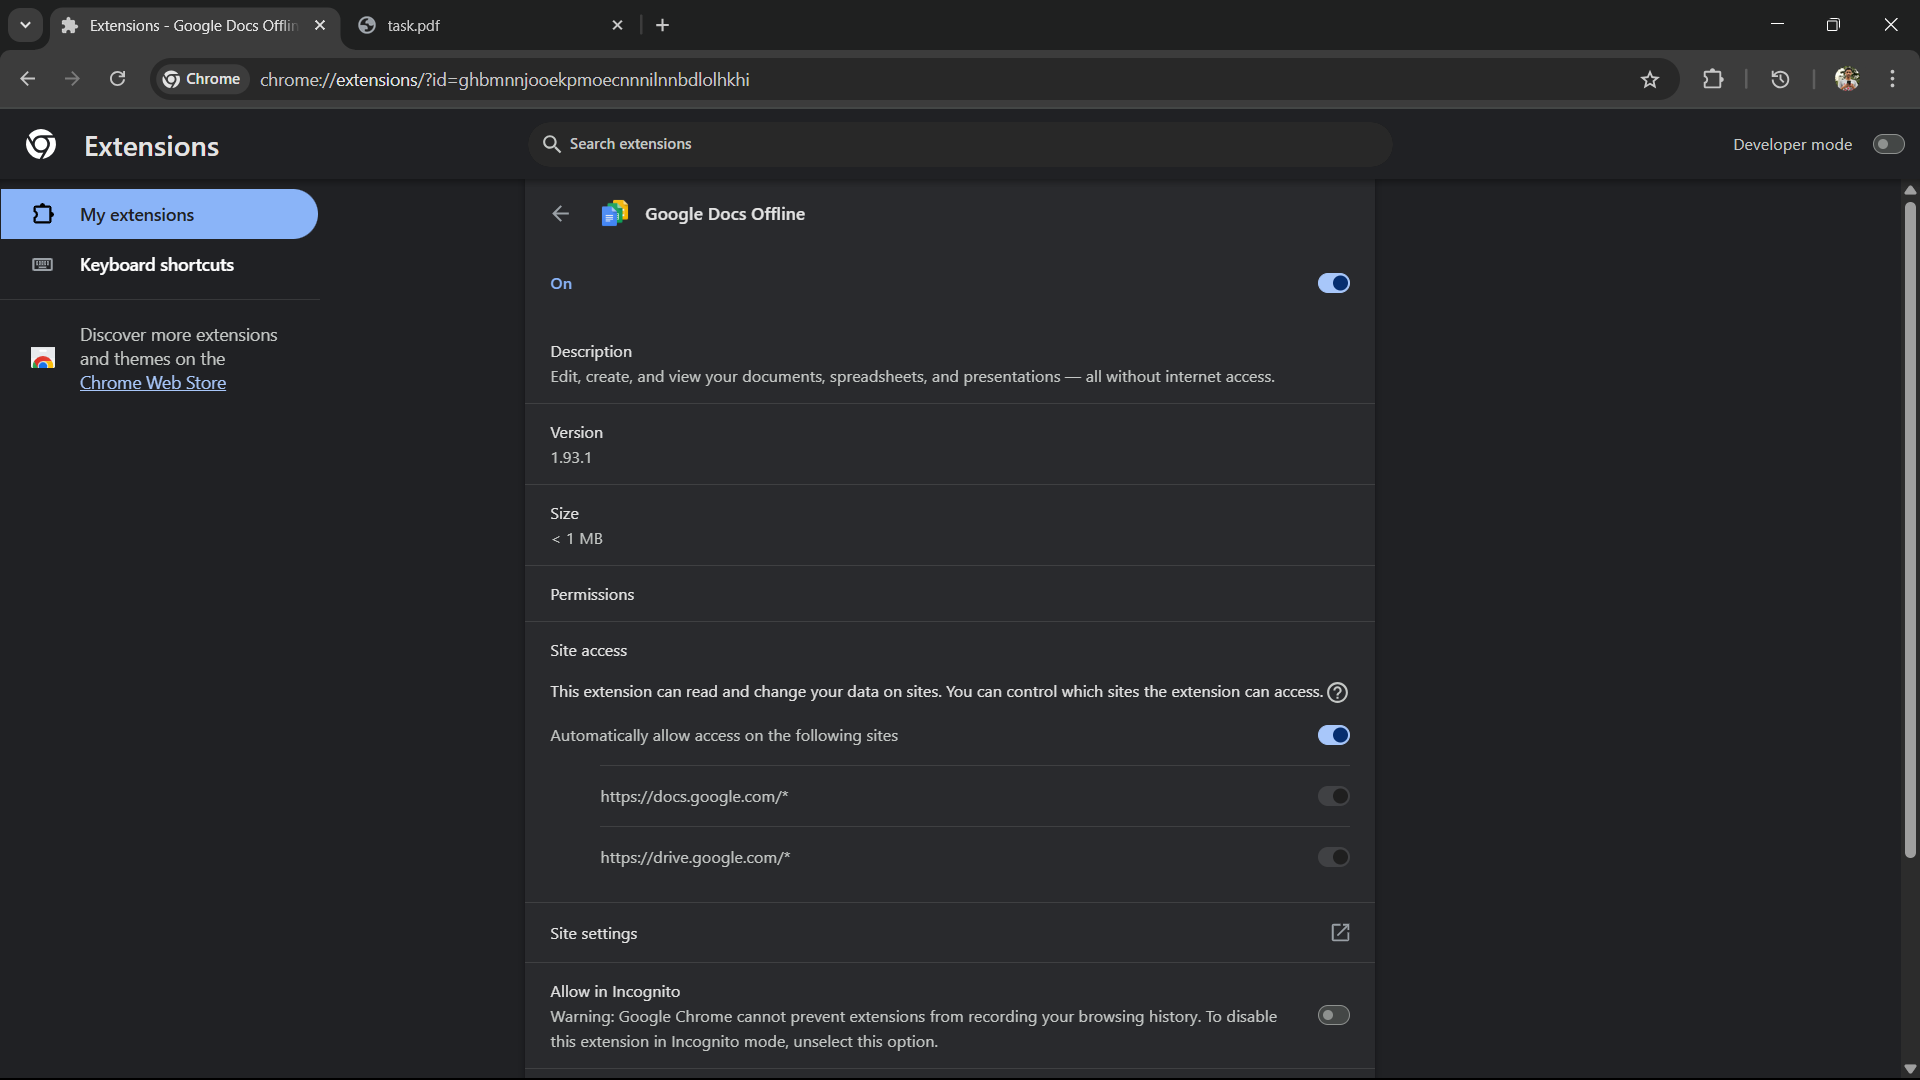 Extensions - Google Docs Offlin
task.pdf
Chrome
chrome://extensions/?id=ghbmnnjooekpmoecnnnilnnbdlolhkhi
Extensions
Search extensions
Developer mode
My extensions
Keyboard shortcuts
Discover more extensions
and themes on the
Chrome Web Store
Google Docs Offline
On
Description
Edit, create, and view your documents, spreadsheets, and presentations — all without internet access.
Version
1.93.1
Size
< 1 MB
Permissions
Site access
This extension can read and change your data on sites. You can control which sites the extension can access.
Automatically allow access on the following sites
https://docs.google.com/*
https://drive.google.com/*
Site settings
Allow in Incognito
Warning: Google Chrome cannot prevent extensions from recording your browsing history. To disable
this extension in Incognito mode, unselect this option.